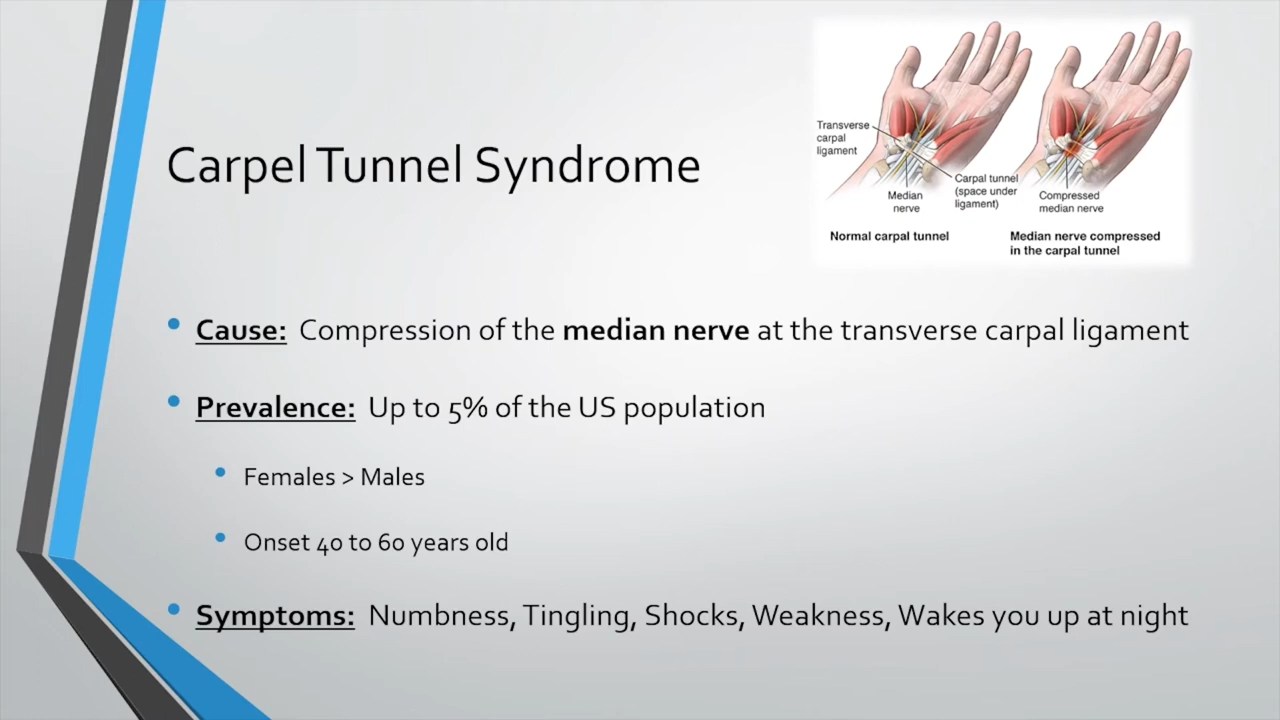 Carpel Tunnel Syndrome
Transverse
carpal
ligament
Median
nerve
Carpal tunnel
(space under
ligament)
Compressed
median nerve
Normal carpal tunnel
Median nerve compressed
in the carpal tunnel
Cause: Compression of the median nerve at the transverse carpal ligament
Prevalence: Up to 5% of the US population
Females > Males
Onset 40 to 60 years old
Symptoms: Numbness, Tingling, Shocks, Weakness, Wakes you up at night